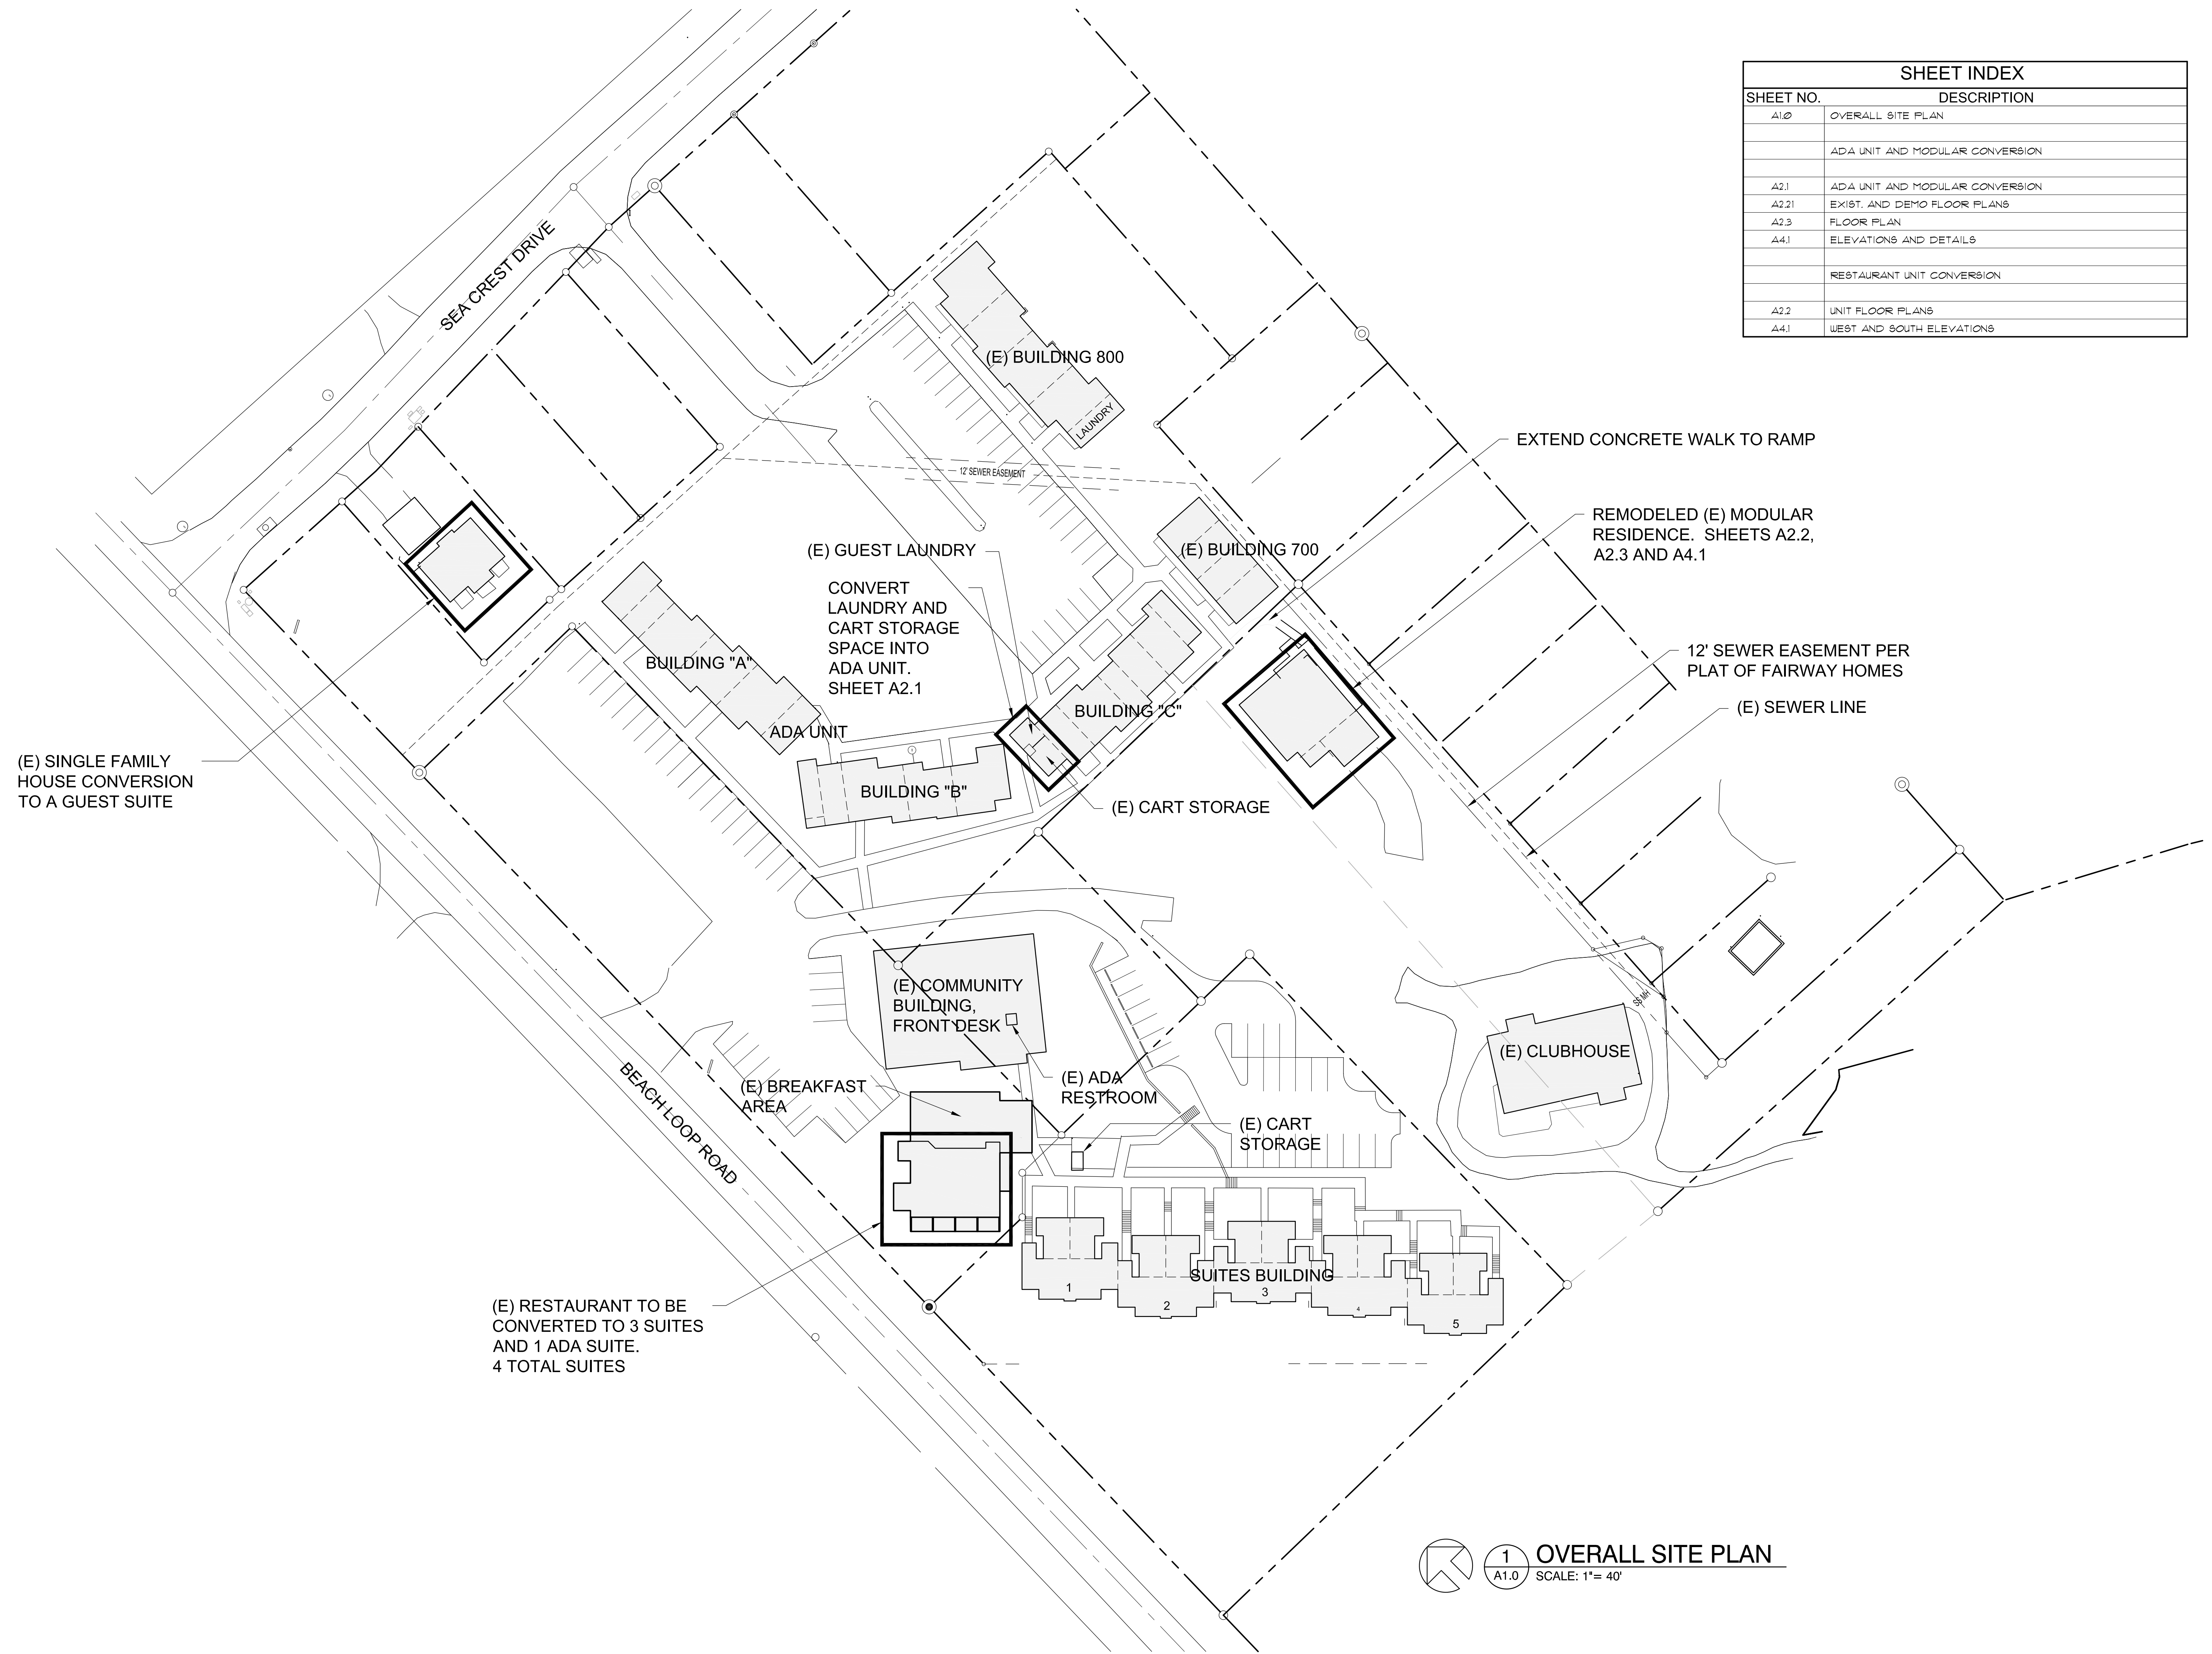 SHEET INDEX
SHEET NO. DESCRIPTION
A1.0 OVERALL SITE PLAN
ADA UNIT AND MODULAR CONVERSION
A2.1 ADA UNIT AND MODULAR CONVERSION
A2.21 EXIST. AND DEMO FLOOR PLANS
A2.3 FLOOR PLAN
A4.1 ELEVATIONS AND DETAILS
RESTAURANT UNIT CONVERSION
A2.2 UNIT FLOOR PLANS
A4.1 WEST AND SOUTH ELEVATIONS
SEA CREST DRIVE
(E) BUILDING 800
LAUNDRY
EXTEND CONCRETE WALK TO RAMP
12' SEWER EASEMENT
REMODELED (E) MODULAR
RESIDENCE. SHEETS A2.2,
A2.3 AND A4.1
(E) GUEST LAUNDRY
(E) BUILDING 700
CONVERT
LAUNDRY AND
CART STORAGE
SPACE INTO
ADA UNIT.
SHEET A2.1
12' SEWER EASEMENT PER
PLAT OF FAIRWAY HOMES
BUILDING "A"
(E) SEWER LINE
BUILDING "C"
ADA UNIT
(E) SINGLE FAMILY
HOUSE CONVERSION
TO A GUEST SUITE
BUILDING "B"
(E) CART STORAGE
(E) COMMUNITY
BUILDING,
FRONT DESK
SS MH
(E) CLUBHOUSE
BEACH LOOP ROAD
(E) BREAKFAST
AREA
(E) ADA
RESTROOM
(E) CART
STORAGE
SUITES BUILDING
1
2
3
4
5
(E) RESTAURANT TO BE
CONVERTED TO 3 SUITES
AND 1 ADA SUITE.
4 TOTAL SUITES
1
A1.0
OVERALL SITE PLAN
SCALE: 1"= 40'